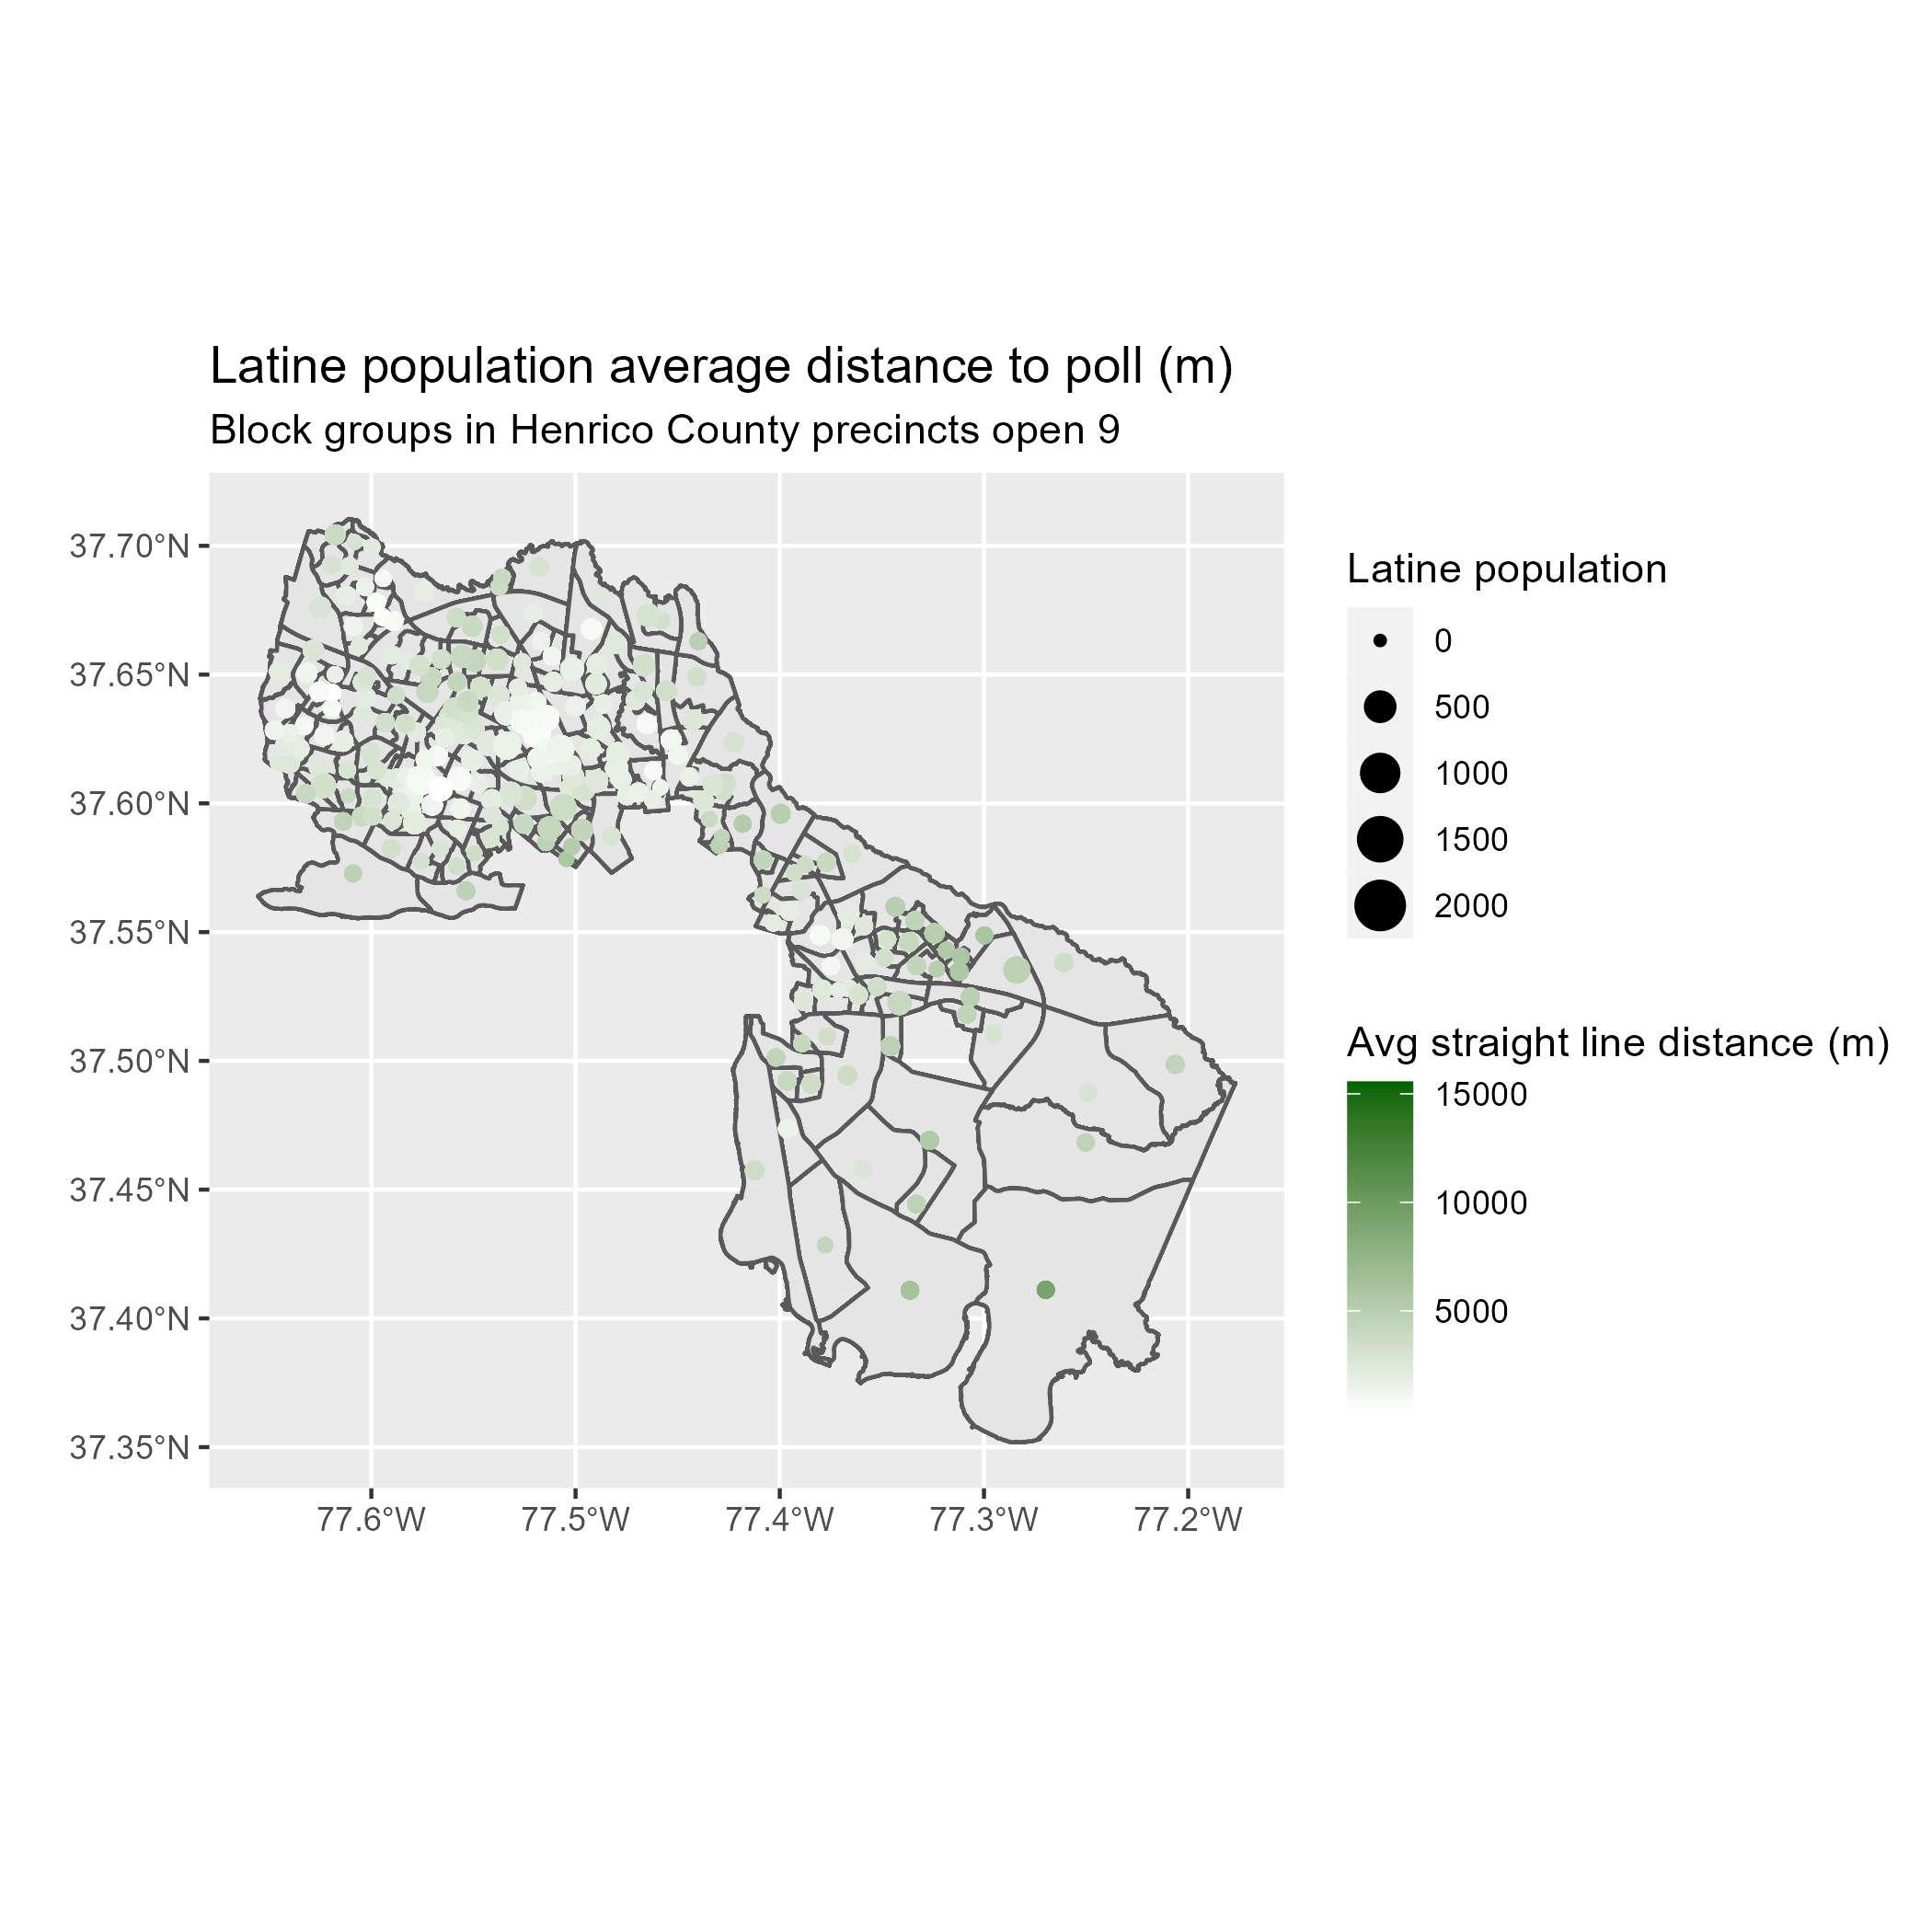 Latine population average distance to poll (m)
Block groups in Henrico County precincts open 9
37.70°N
37.65°N
37.60°N
37.55°N
37.50°N
37.45°N
37.40°N
37.35°N
77.6°W
77.5°W
77.4°W
77.3°W
77.2°W
Latine population
0
500
1000
1500
2000
Avg straight line distance (m)
15000
10000
5000